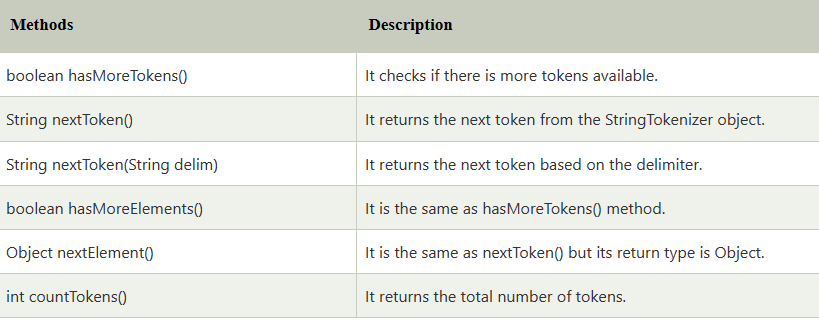 Methods Description
boolean hasMoreTokens() It checks if there is more tokens available.
String nextToken() It returns the next token from the StringTokenizer object.
String nextToken(String delim) It returns the next token based on the delimiter.
boolean hasMoreElements() It is the same as hasMoreTokens() method.
Object nextElement() It is the same as nextToken() but its return type is Object.
int countTokens() It returns the total number of tokens.